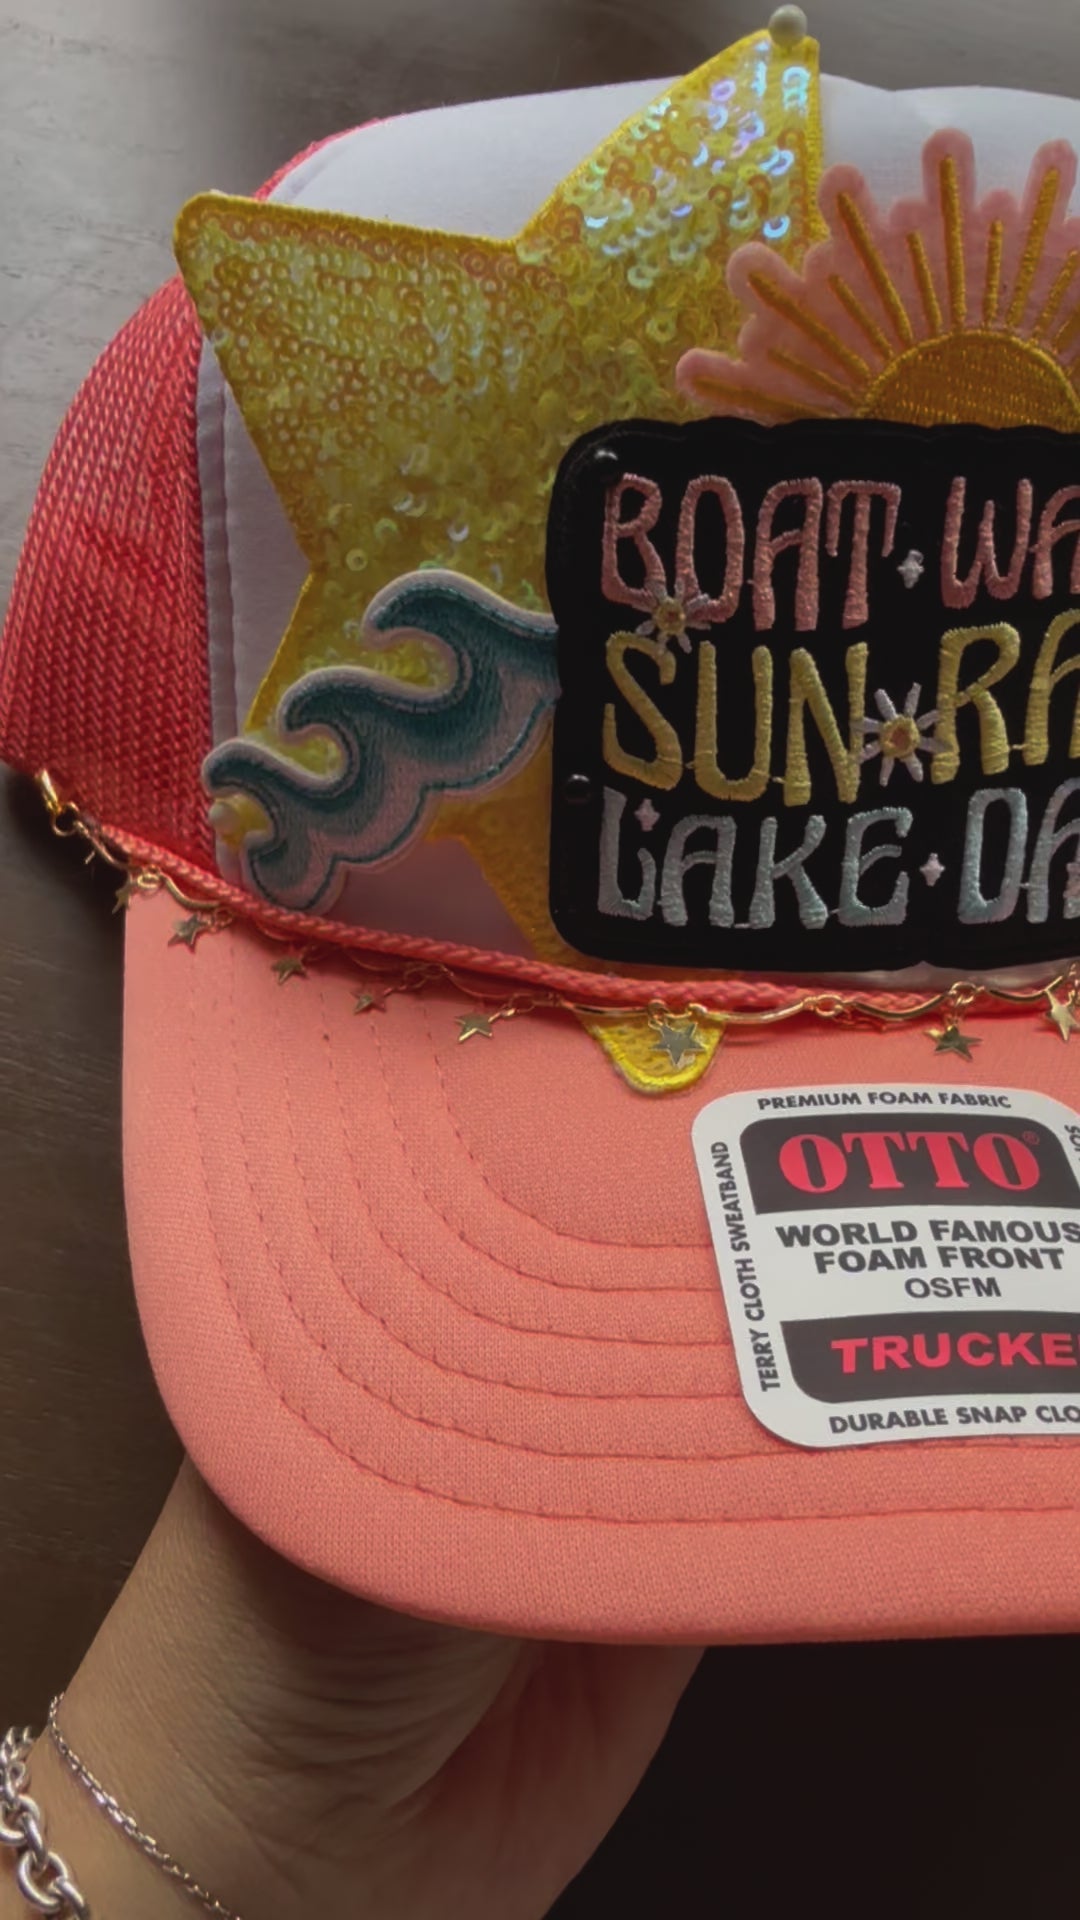 BOAT WA
SUN RA
LAKE DA
PREMIUM FOAM FABRIC
TERRY CLOTH SWEATBAND
OTTO®
WORLD FAMOUS
FOAM FRONT
OSFM
TRUCKE
DURABLE SNAP CLO